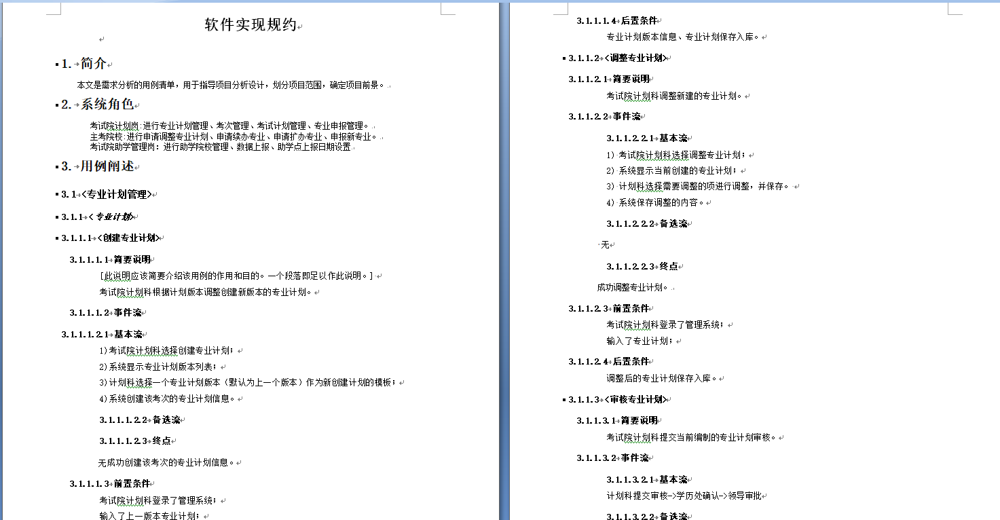 软件实现规约
1. 简介
本文是需求分析的用例清单，用于指导项目分析设计，划分项目范围，确定项目前景。
2. 系统角色
考试院计划岗:进行专业计划管理、考次管理、考试计划管理、专业申报管理。
主考院校:进行申请调整专业计划、申请续办专业、申请扩办专业、申报新专业。
考试院助学管理岗: 进行助学院校管理、数据上报、助学点上报日期设置
3. 用例阐述
3.1 <专业计划管理>
3.1.1 <专业计划>
3.1.1.1 <创建专业计划>
3.1.1.1.1 简要说明
[此说明应该简要介绍该用例的作用和目的。一个段落即足以作此说明。]
考试院计划科根据计划版本调整创建新版本的专业计划。
3.1.1.1.2 事件流
3.1.1.1.2.1 基本流
1)考试院计划科选择创建专业计划；
2)系统显示专业计划版本列表；
3)计划科选择一个专业计划版本（默认为上一个版本）作为新创建计划的模板；
4)系统创建该考次的专业计划信息。
3.1.1.1.2.2 备选流
3.1.1.1.2.3 终点
无成功创建该考次的专业计划信息。
3.1.1.1.3 前置条件
考试院计划科登录了管理系统；
输入了上一版本专业计划；
3.1.1.1.4 后置条件
专业计划版本信息、专业计划保存入库。
3.1.1.2 <调整专业计划>
3.1.1.2.1 简要说明
考试院计划科调整新建的专业计划。
3.1.1.2.2 事件流
3.1.1.2.2.1 基本流
1) 考试院计划科选择调整专业计划；
2) 系统显示当前创建的专业计划；
3) 计划科选择需要调整的项进行调整，并保存。
4) 系统保存调整的内容。
3.1.1.2.2.2 备选流
无
3.1.1.2.2.3 终点
成功调整专业计划。
3.1.1.2.3 前置条件
考试院计划科登录了管理系统；
输入了专业计划；
3.1.1.2.4 后置条件
调整后的专业计划保存入库。
3.1.1.3 <审核专业计划>
3.1.1.3.1 简要说明
考试院计划科提交当前编制的专业计划审核。
3.1.1.3.2 事件流
3.1.1.3.2.1 基本流
计划科提交审核->学历处确认->领导审批
3.1.1.3.2.2 备选流